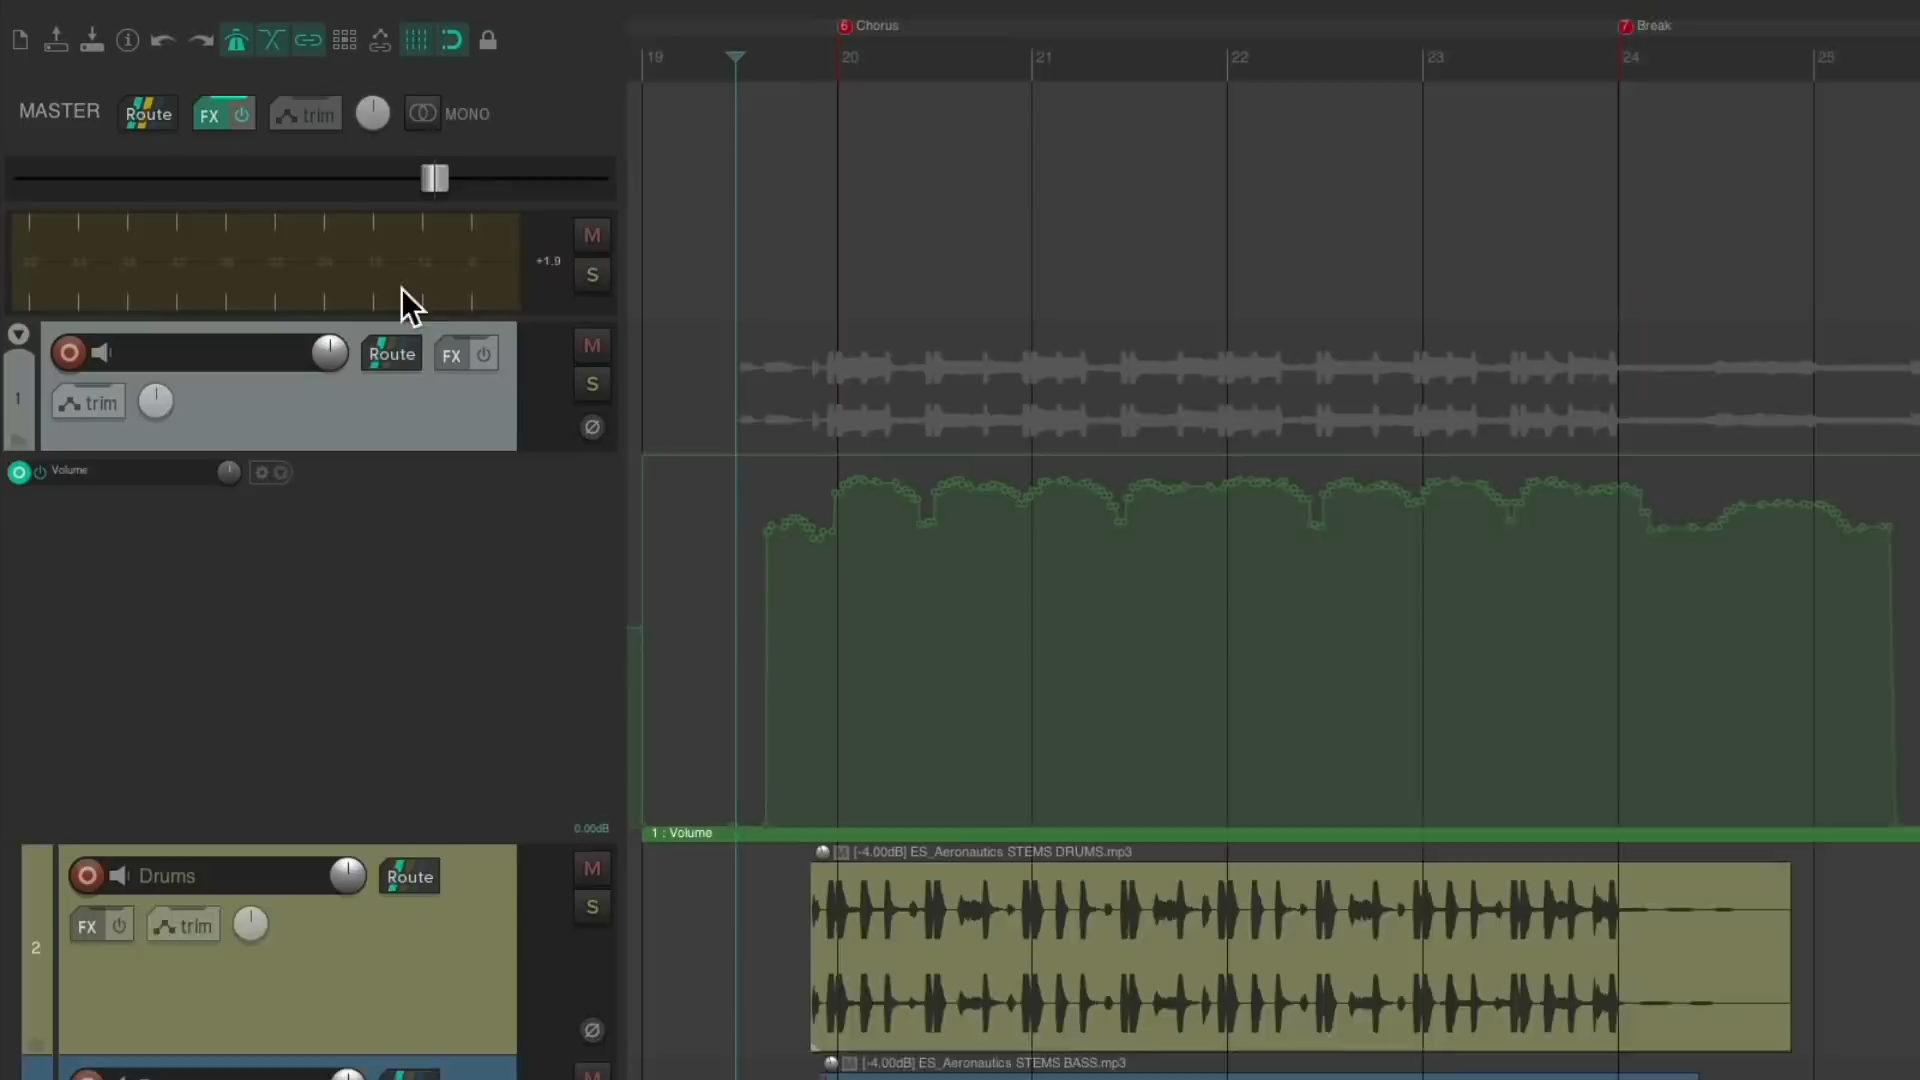 6 Chorus
7 Break
19
20
21
22
23
24
25
MASTER
Route
FX
trim
MONO
+1.9
M
S
1
Route
FX
M
S
trim
Volume
0.00dB
1 : Volume
2
Drums
Route
M
S
FX
trim
[-4.00dB] ES_Aeronautics STEMS DRUMS.mp3
[-4.00dB] ES_Aeronautics STEMS BASS.mp3
M